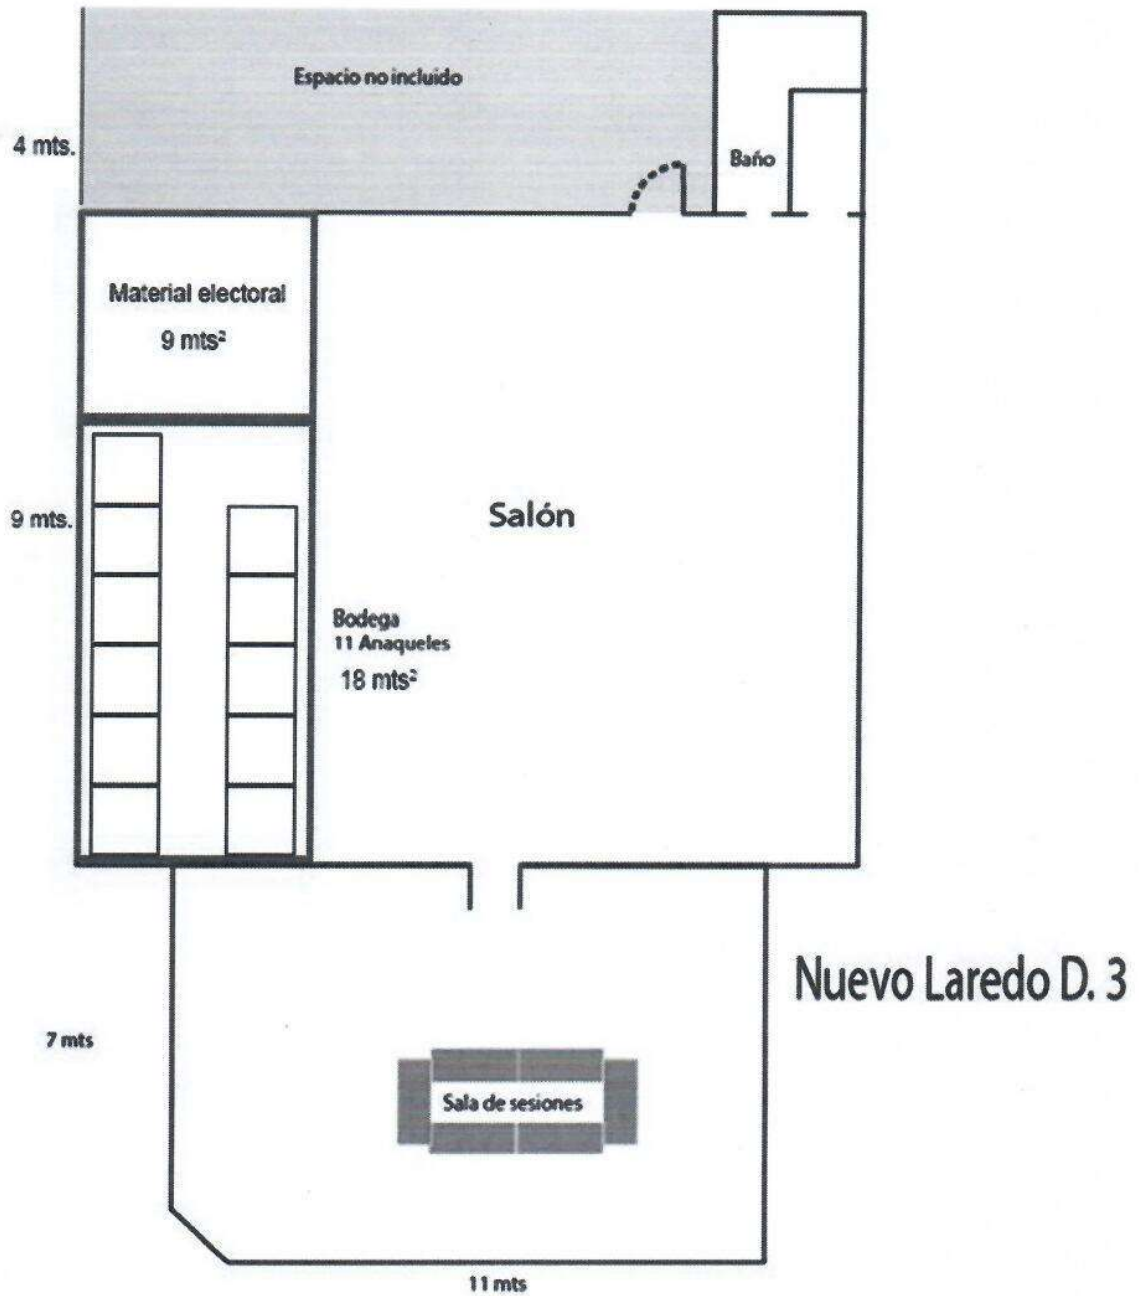 Espacio no incluido
4 mts.
Baño
Material electoral
9 mts²
9 mts.
Salón
Bodega
11 Anaqueles
18 mts²
Nuevo Laredo D. 3
7 mts
Sala de sesiones
11 mts